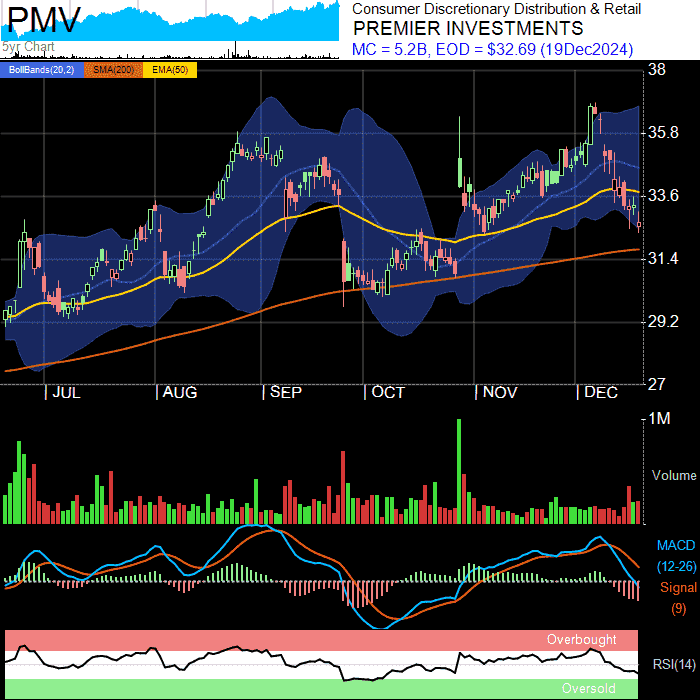 PMV
5yr Chart
Consumer Discretionary Distribution & Retail
PREMIER INVESTMENTS
MC = 5.2B, EOD = $32.69 (19Dec2024)
BollBands(20,2) SMA(200) EMA(50)
38
35.8
33.6
31.4
29.2
27
| JUL | AUG | SEP | OCT | NOV | DEC
1M
Volume
MACD
(12-26)
Signal
(9)
Overbought
RSI(14)
Oversold